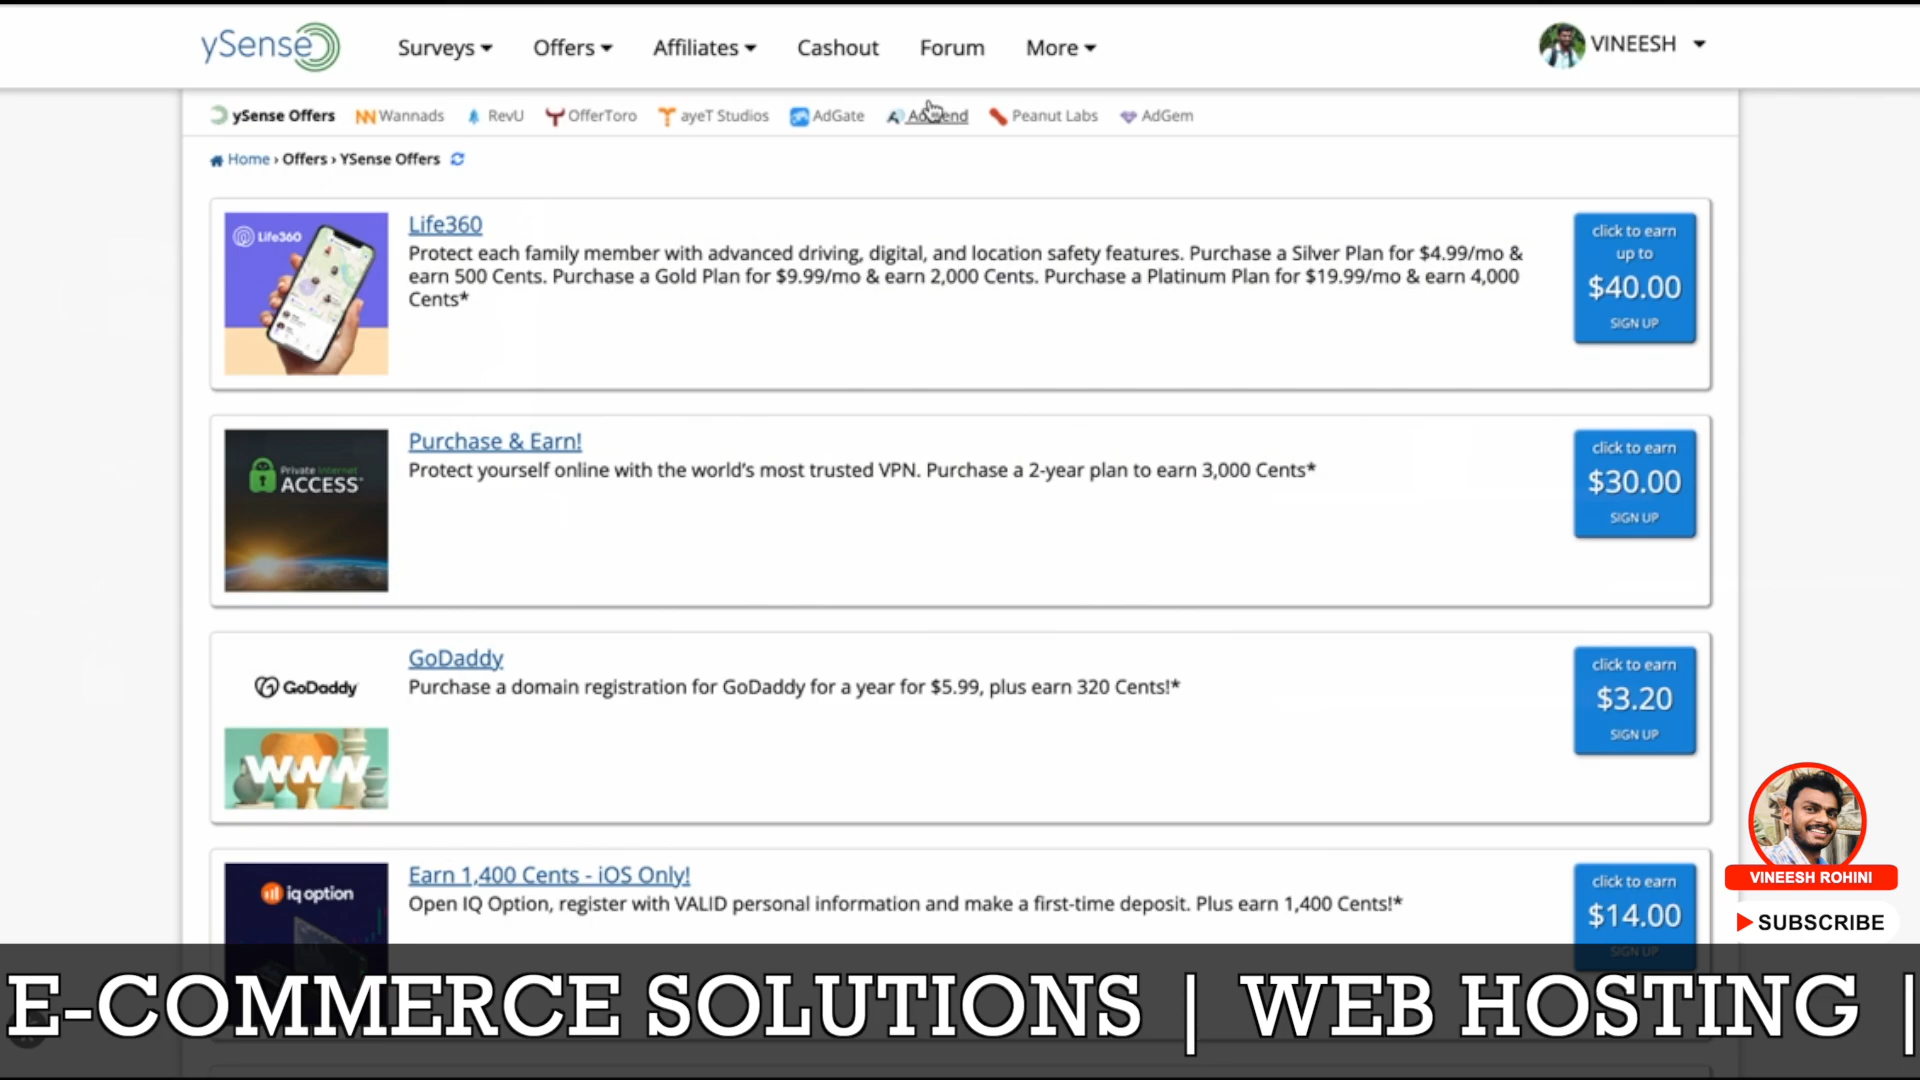 ySense
Surveys
Offers
Affiliates
Cashout
Forum
More
VINEESH
ySense Offers
Wannads
RevU
OfferToro
ayeT Studios
AdGate
Peanut Labs
AdGem
Home › Offers › YSense Offers
Life360
Life360
Protect each family member with advanced driving, digital, and location safety features. Purchase a Silver Plan for $4.99/mo &
earn 500 Cents. Purchase a Gold Plan for $9.99/mo & earn 2,000 Cents. Purchase a Platinum Plan for $19.99/mo & earn 4,000
Cents*
click to earn
up to
$40.00
SIGN UP
Private Internet
ACCESS
Purchase & Earn!
Protect yourself online with the world's most trusted VPN. Purchase a 2-year plan to earn 3,000 Cents*
click to earn
$30.00
SIGN UP
GoDaddy
www
GoDaddy
Purchase a domain registration for GoDaddy for a year for $5.99, plus earn 320 Cents!*
click to earn
$3.20
SIGN UP
iq option
Earn 1,400 Cents - iOS Only!
Open IQ Option, register with VALID personal information and make a first-time deposit. Plus earn 1,400 Cents!*
click to earn
$14.00
SIGN UP
VINEESH ROHINI
SUBSCRIBE
E-COMMERCE SOLUTIONS | WEB HOSTING |